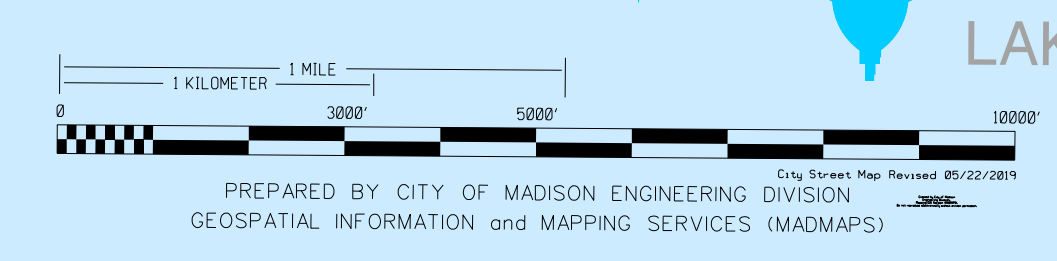 LAK
1 MILE
1 KILOMETER
0 3000' 5000' 10000'
City Street Map Revised 05/22/2019
PREPARED BY CITY OF MADISON ENGINEERING DIVISION
GEOSPATIAL INFORMATION and MAPPING SERVICES (MADMAPS)